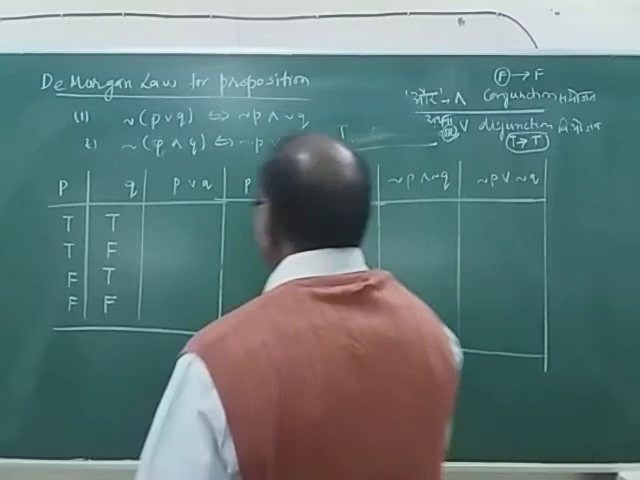 De Morgan Law for proposition
(1) ~(p∨q) ⇔ ~p ∧ ~q
2) ~(p∧q) ⇔ ~p ∨
Ⓕ → F
'और' → ∧ Conjunction संयोजन
∨ disjunction वियोजन
T → T
P q p ∨ q p ~p ∧ ~q ~p ∨ ~q
T T
T F
F T
F F